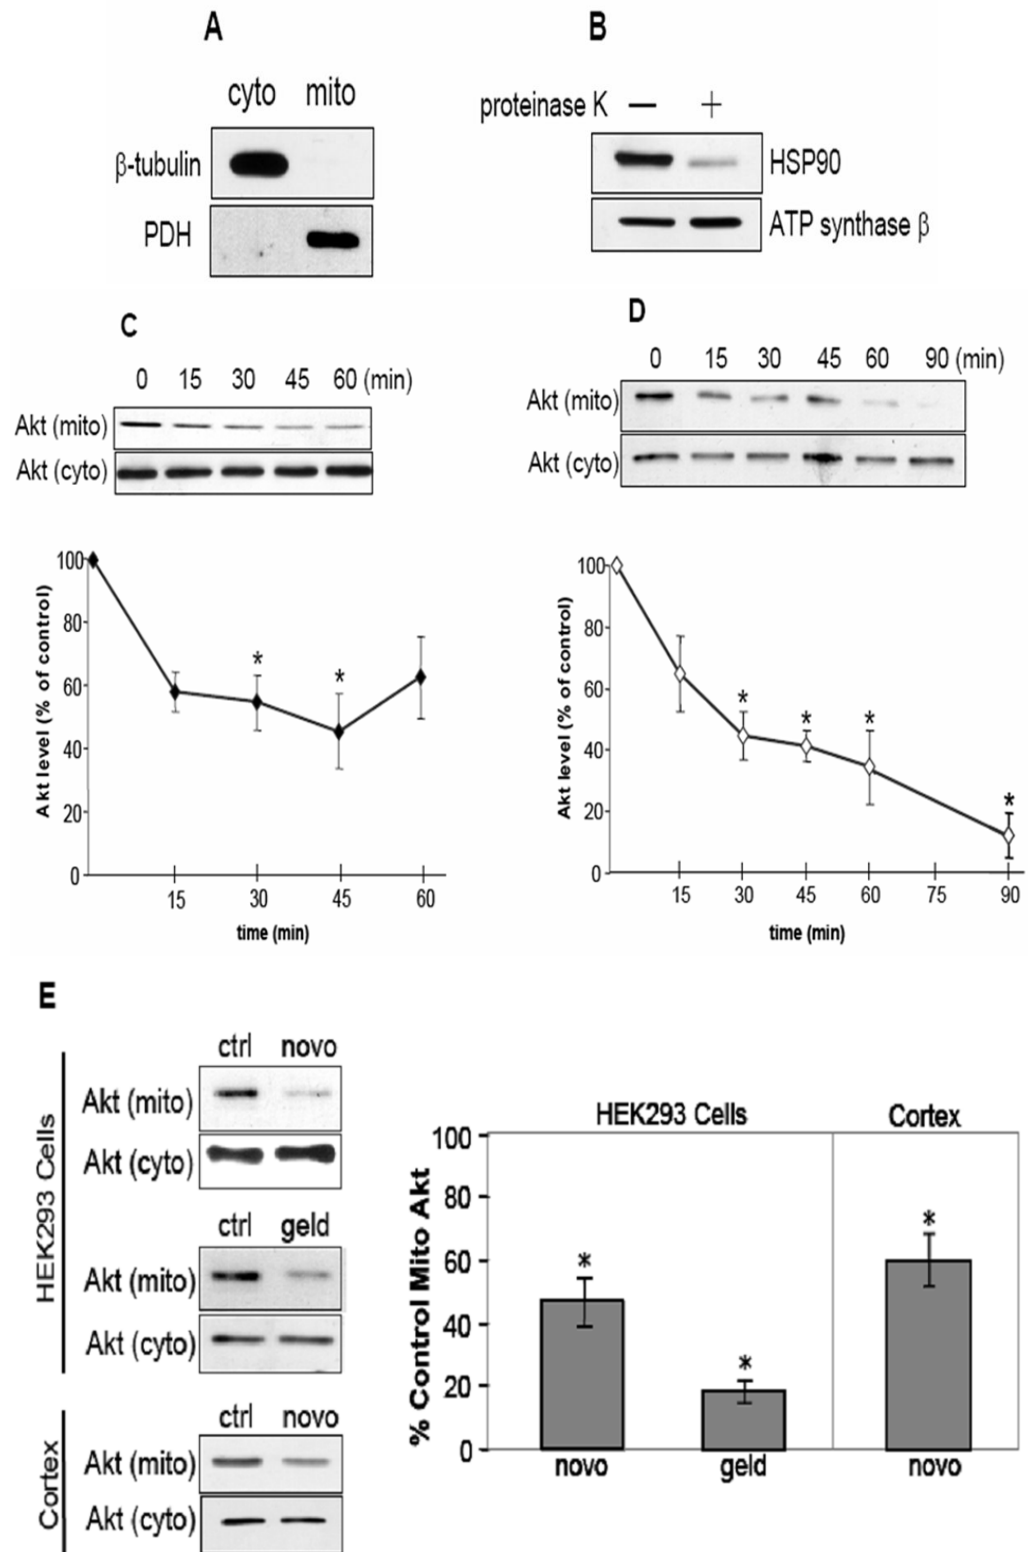 A
cyto mito
β-tubulin
PDH
B
proteinase K — +
HSP90
ATP synthase β
C
0 15 30 45 60 (min)
Akt (mito)
Akt (cyto)
100
80
60
40
20
0
Akt level (% of control)
* *
15 30 45 60
time (min)
D
0 15 30 45 60 90 (min)
Akt (mito)
Akt (cyto)
100
80
60
40
20
0
Akt level (% of control)
* * * *
15 30 45 60 75 90
time (min)
E
HEK293 Cells
ctrl novo
Akt (mito)
Akt (cyto)
ctrl geld
Akt (mito)
Akt (cyto)
Cortex
ctrl novo
Akt (mito)
Akt (cyto)
HEK293 Cells Cortex
% Control Mito Akt
100
80
60
40
20
0
* * *
novo geld novo